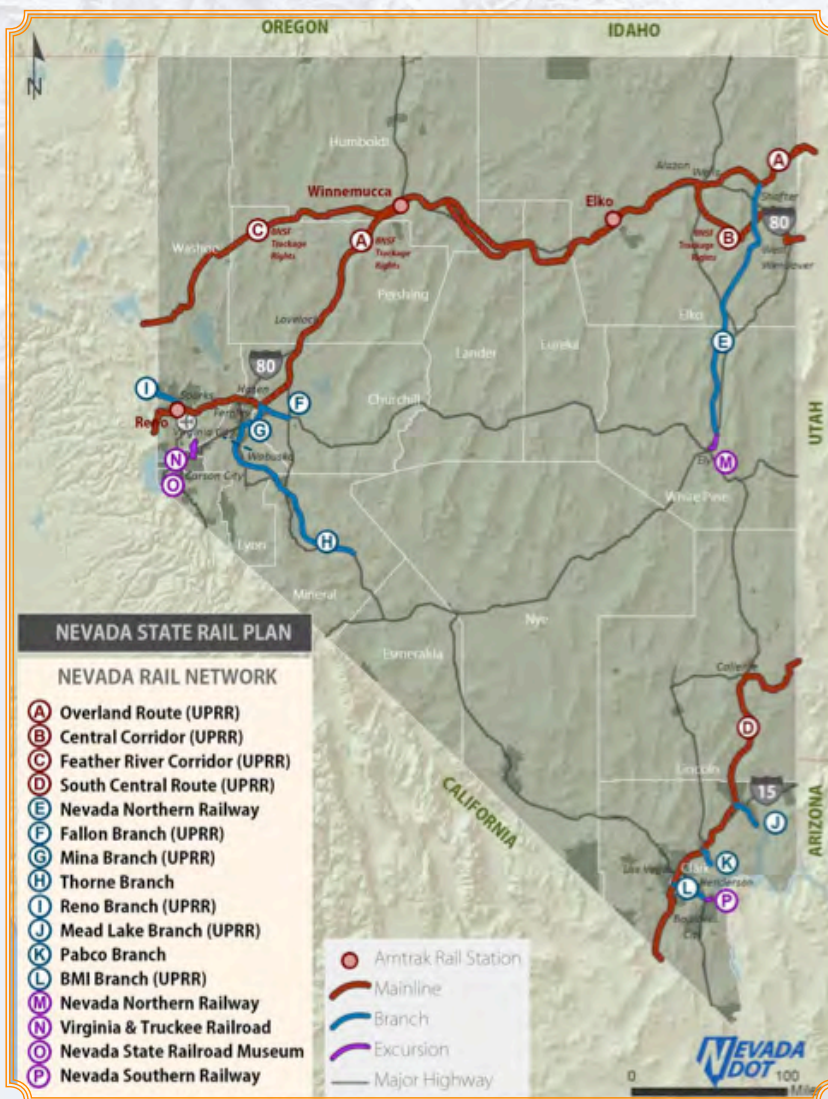 OREGON
IDAHO
N
Humboldt
A
Alazon
Wells
Winnemucca
Elko
Shafter
C
BNSF
Trackage
Rights
80
Washoe
A
BNSF
Trackage
Rights
B
BNSF
Trackage
Rights
West
Wendover
Pershing
Lovelock
Elko
E
Lander
Eureka
80
UTAH
I
Sparks
Hazen
F
Churchill
Reno
Fernley
G
Virginia City
Wabuska
N
Carson City
O
Ely
M
White Pine
Lyon
H
Mineral
Nye
Esmeralda
NEVADA STATE RAIL PLAN
NEVADA RAIL NETWORK
A Overland Route (UPRR)
B Central Corridor (UPRR)
C Feather River Corridor (UPRR)
D South Central Route (UPRR)
E Nevada Northern Railway
F Fallon Branch (UPRR)
G Mina Branch (UPRR)
H Thorne Branch
I Reno Branch (UPRR)
J Mead Lake Branch (UPRR)
K Pabco Branch
L BMI Branch (UPRR)
M Nevada Northern Railway
N Virginia & Truckee Railroad
O Nevada State Railroad Museum
P Nevada Southern Railway
Caliente
D
Lincoln
CALIFORNIA
15
ARIZONA
J
K
Las Vegas
Clark
L
Henderson
P
Boulder
City
Amtrak Rail Station
Mainline
Branch
Excursion
Major Highway
NEVADA
DOT
0 100
Miles